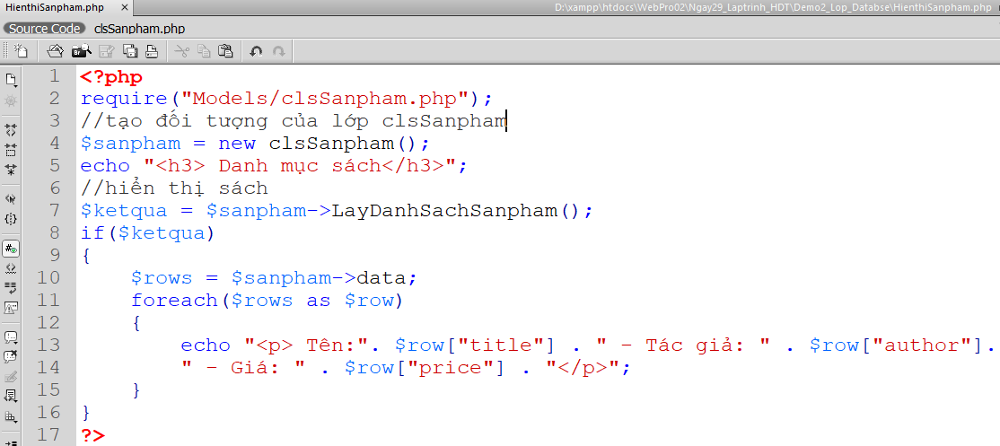 HienthiSanpham.php ×
D:\xampp\htdocs\WebPro02\Ngay29_Laptrinh_HDT\Demo2_Lop_Databse\HienthiSanpham.php
Source Code clsSanpham.php
1 <?php
2 require("Models/clsSanpham.php");
3 //tạo đối tượng của lớp clsSanpham
4 $sanpham = new clsSanpham();
5 echo "<h3> Danh mục sách</h3>";
6 //hiển thị sách
7 $ketqua = $sanpham->LayDanhSachSanpham();
8 if($ketqua)
9 {
10 $rows = $sanpham->data;
11 foreach($rows as $row)
12 {
13 echo "<p> Tên:". $row["title"] . " - Tác giả: " . $row["author"].
14 " - Giá: " . $row["price"] . "</p>";
15 }
16 }
17 ?>